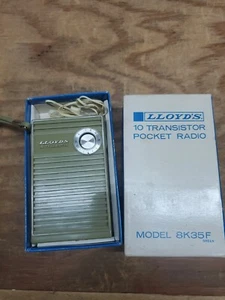 LLOYD'S
LLOYD'S
10 TRANSISTOR
POCKET RADIO
MODEL 8K35F